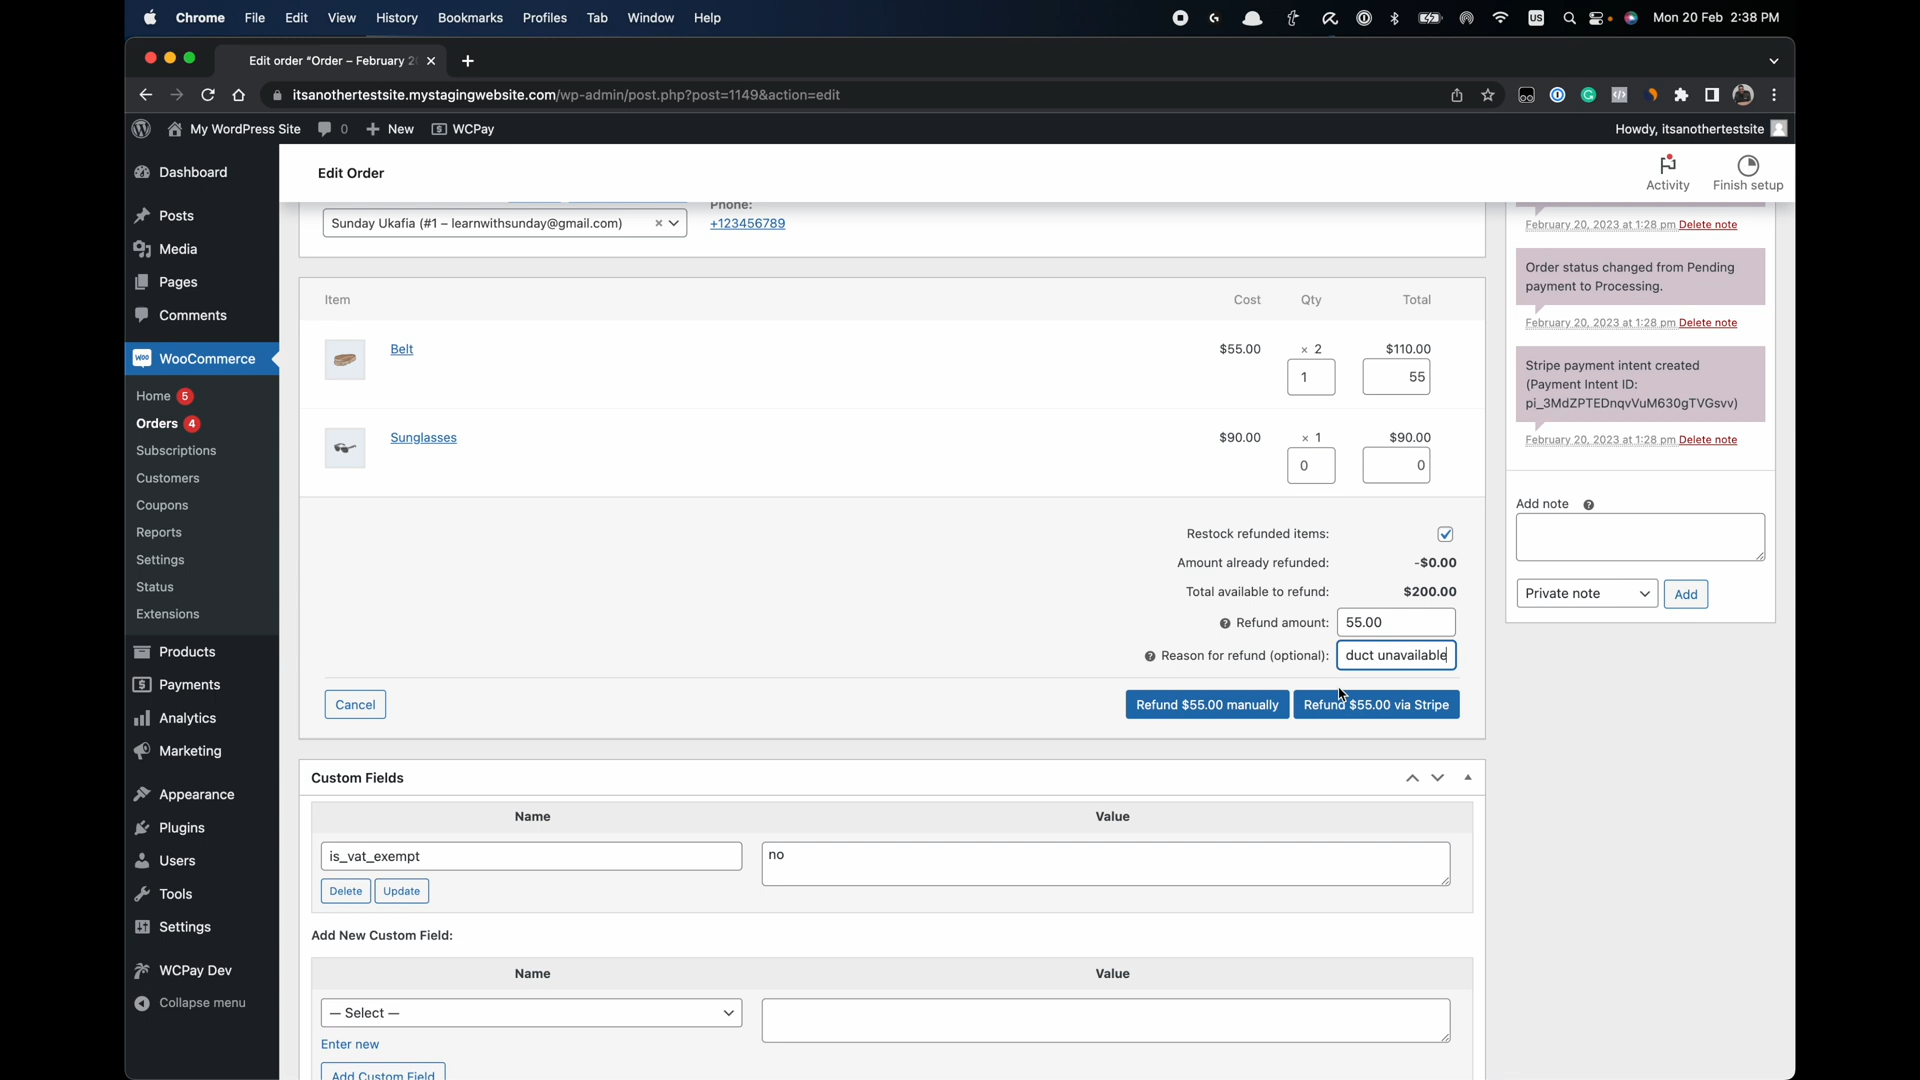 Chrome File Edit View History Bookmarks Profiles Tab Window Help US Mon 20 Feb 2:38 PM
Edit order "Order – February 2
itsanothertestsite.mystagingwebsite.com/wp-admin/post.php?post=1149&action=edit
My WordPress Site 0 New WCPay Howdy, itsanothertestsite
Dashboard
Posts
Media
Pages
Comments
WooCommerce
Home 5
Orders 4
Subscriptions
Customers
Coupons
Reports
Settings
Status
Extensions
Products
Payments
Analytics
Marketing
Appearance
Plugins
Users
Tools
Settings
WCPay Dev
Collapse menu
Edit Order
Activity
Finish setup
Phone:
Sunday Ukafia (#1 – learnwithsunday@gmail.com) ×
+123456789
Item Cost Qty Total
Belt $55.00 × 2 $110.00
1 55
Sunglasses $90.00 × 1 $90.00
0 0
Restock refunded items:
Amount already refunded: -$0.00
Total available to refund: $200.00
Refund amount: 55.00
Reason for refund (optional): duct unavailable
Cancel
Refund $55.00 manually
Refund $55.00 via Stripe
Custom Fields
Name Value
is_vat_exempt no
Delete Update
Add New Custom Field:
Name Value
— Select —
Enter new
Add Custom Field
February 20, 2023 at 1:28 pm Delete note
Order status changed from Pending
payment to Processing.
February 20, 2023 at 1:28 pm Delete note
Stripe payment intent created
(Payment Intent ID:
pi_3MdZPTEDnqvVuM630gTVGsvv)
February 20, 2023 at 1:28 pm Delete note
Add note
Private note Add